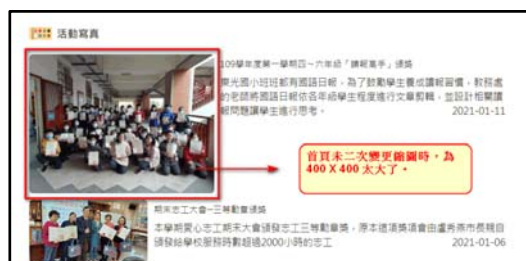 活動寫真
109學年度第一學期四~六年級「讀報高手」頒獎
東光國小班班都有國語日報，為了鼓勵學生養成讀報習慣，教務處
的老師將國語日報依各年級學生程度進行文章剪輯，並設計相關讀
報問題讓學生進行思考。 2021-01-11
首頁未二次變更縮圖時，為
400 X 400 太大了。
期末志工大會-三等勳章頒獎
本學期愛心志工期末大會頒發志工三等勳章獎，原本這項獎項會由盧秀燕市長親自
頒發給學校服務時數超過2000小時的志工 2021-01-06